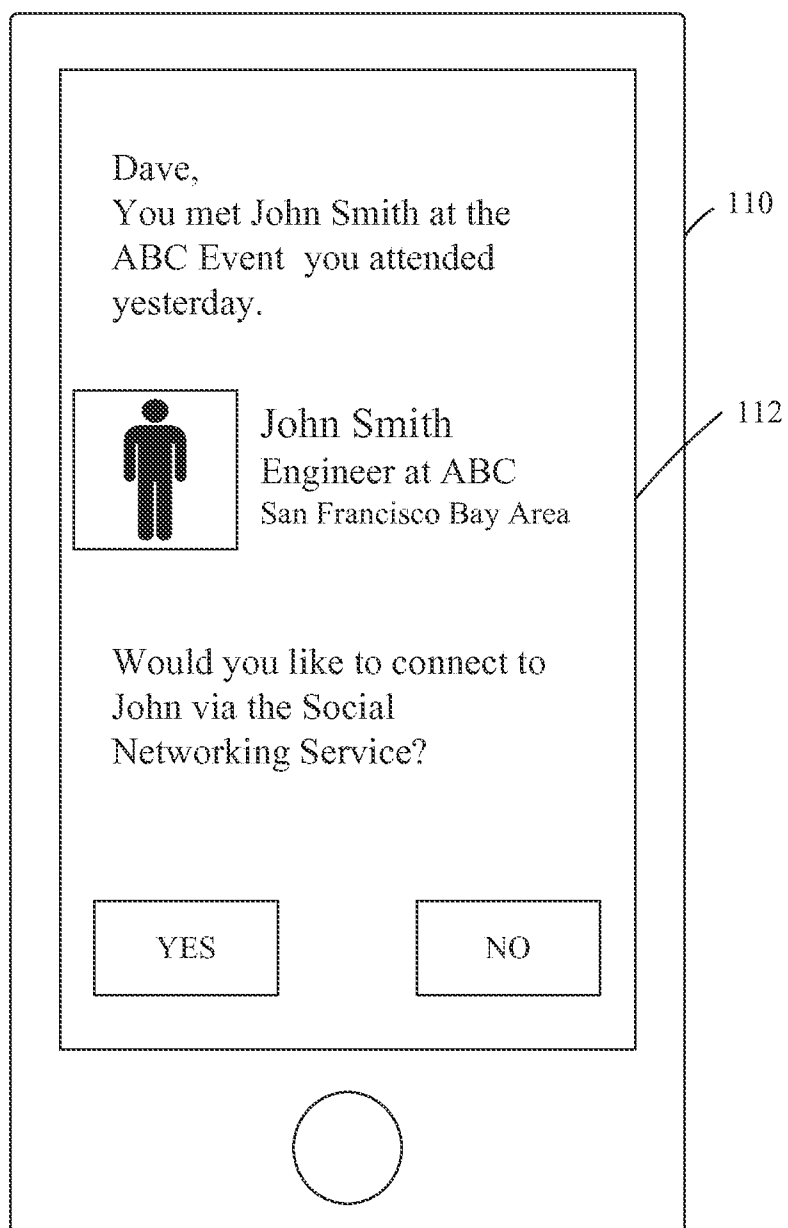 Dave,
You met John Smith at the
ABC Event you attended
yesterday.
110
112
John Smith
Engineer at ABC
San Francisco Bay Area
Would you like to connect to
John via the Social
Networking Service?
YES
NO